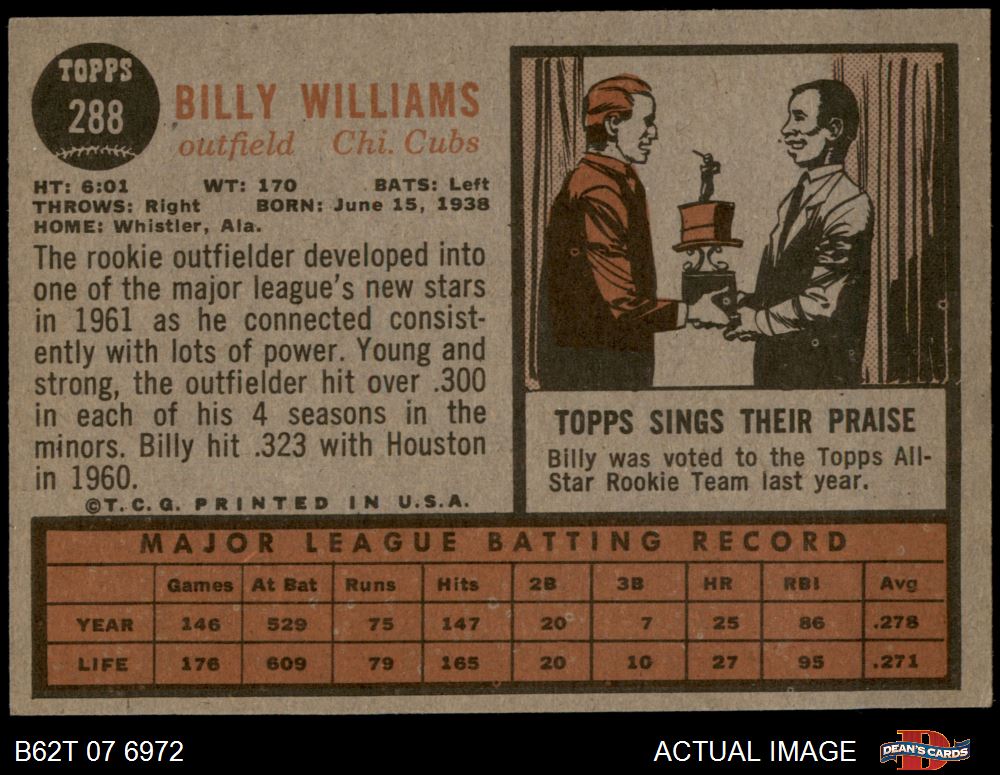 TOPPS
288
BILLY WILLIAMS
outfield Chi. Cubs
HT: 6:01 WT: 170 BATS: Left
THROWS: Right BORN: June 15, 1938
HOME: Whistler, Ala.
The rookie outfielder developed into
one of the major league's new stars
in 1961 as he connected consist-
ently with lots of power. Young and
strong, the outfielder hit over .300
in each of his 4 seasons in the
minors. Billy hit .323 with Houston
in 1960.
©T.C.G. PRINTED IN U.S.A.
TOPPS SINGS THEIR PRAISE
Billy was voted to the Topps All-
Star Rookie Team last year.
MAJOR LEAGUE BATTING RECORD
Games At Bat Runs Hits 2B 3B HR RBI Avg
YEAR 146 529 75 147 20 7 25 86 .278
LIFE 176 609 79 165 20 10 27 95 .271
B62T 07 6972 ACTUAL IMAGE DEAN'S CARDS